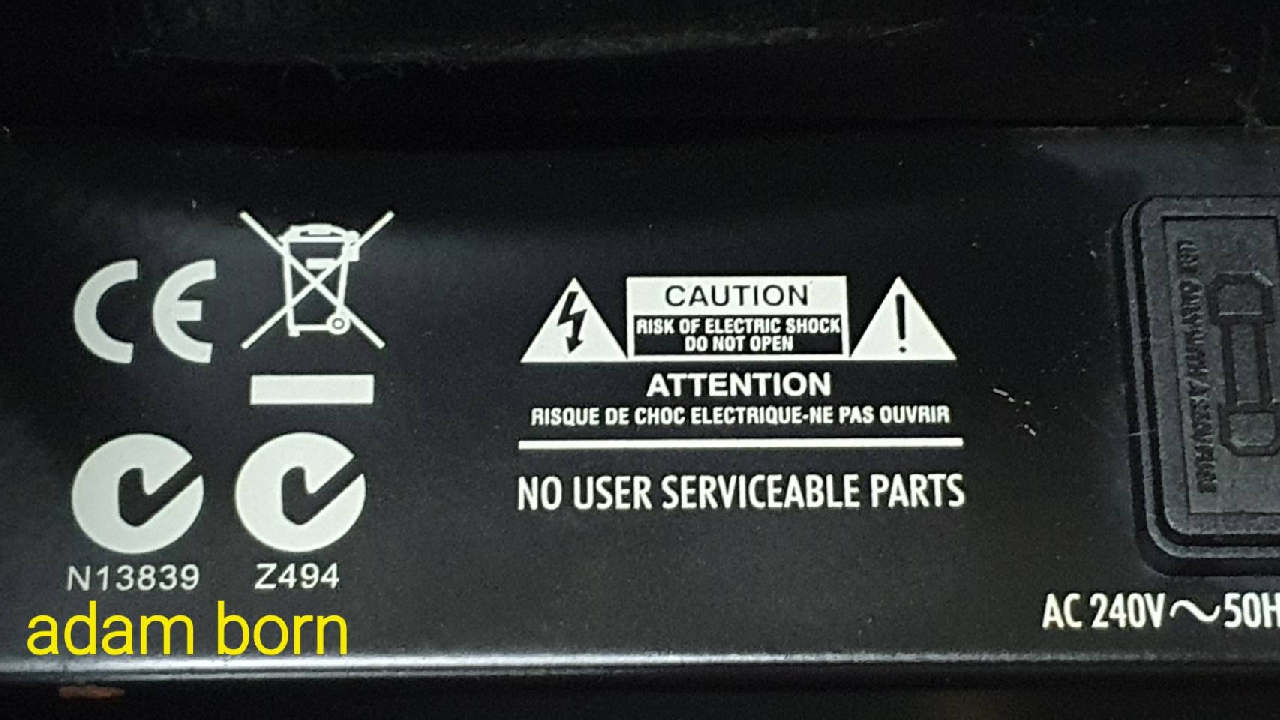 CE
CAUTION
RISK OF ELECTRIC SHOCK
DO NOT OPEN
ATTENTION
RISQUE DE CHOC ELECTRIQUE-NE PAS OUVRIR
NO USER SERVICEABLE PARTS
N13839 Z494
AC 240V～50H
adam born